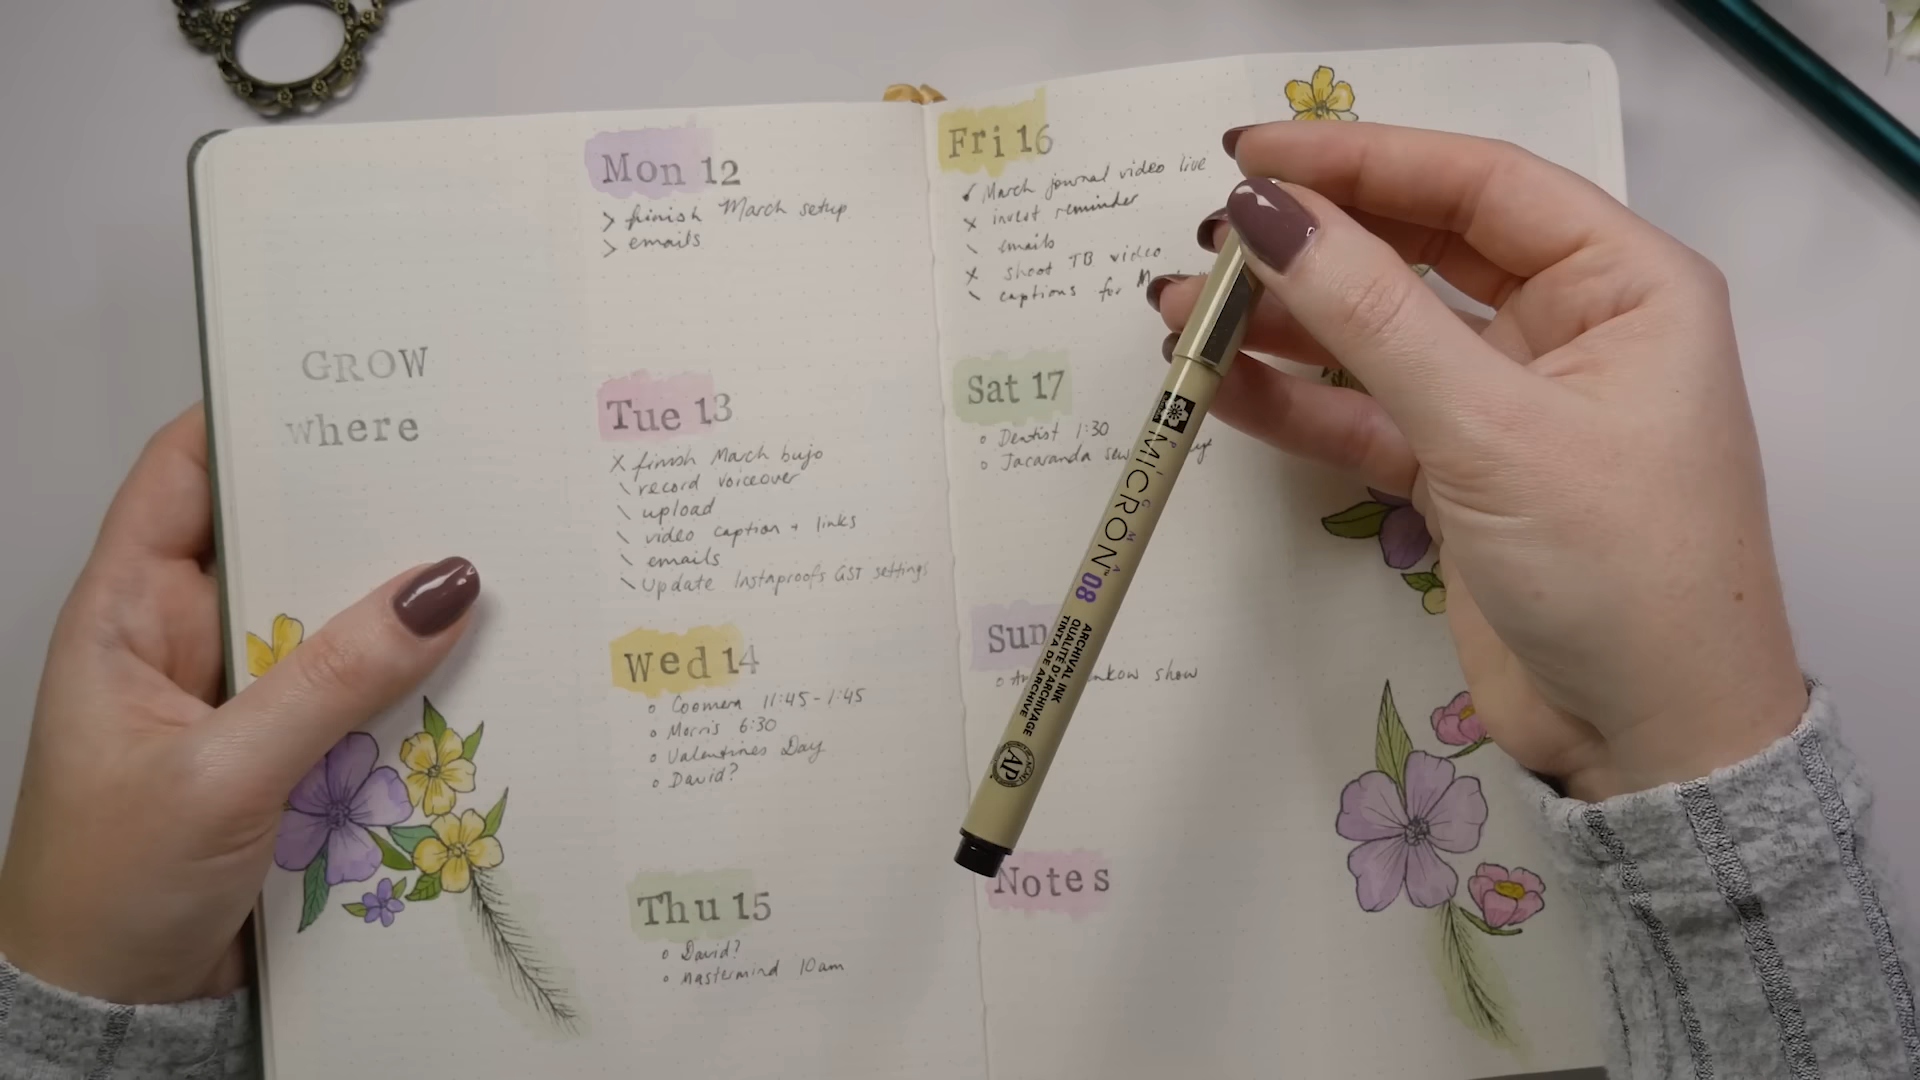 GROW
where
Mon 12
> finish March setup
> emails
Tue 13
X finish March bujo
\ record voiceover
\ upload
\ video caption + links
\ emails
\ Update Instaproofs GST settings
Wed 14
o Coomera 11:45-1:45
o Morris 6:30
o Valentines Day
o David?
Thu 15
o David?
o Mastermind 10am
Fri 16
March journal video live
x invest reminder
\ emails
x shoot TB video
\ captions for
Sat 17
o Dentist 1:30
o Jacaranda
Sun
show
Notes
PIGMA
MICRON™ 08
ARCHIVAL INK
QUALITÉ D'ARCHIVAGE
TINTA DE ARCHIVE
AP